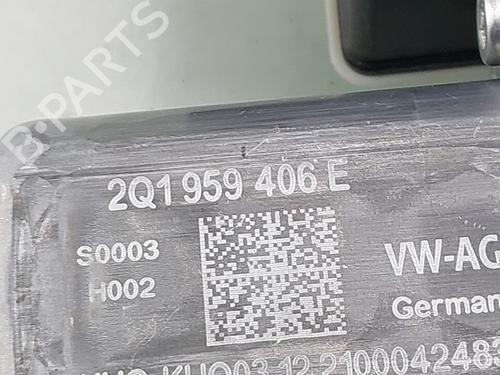 B-PARTS
2Q1 959 406 E
S0003
H002
VW-AG
German